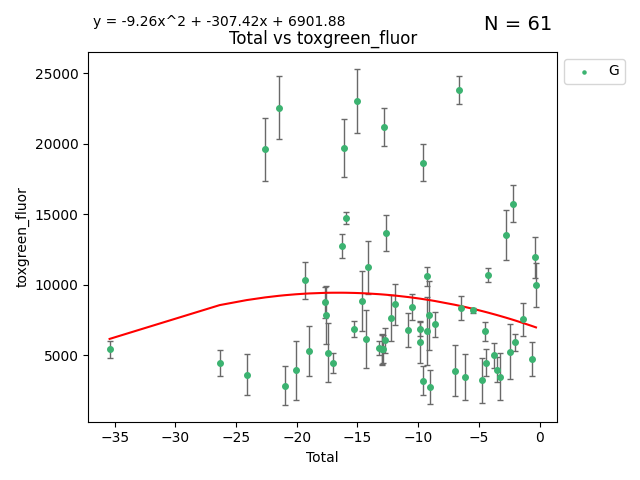 y = -9.26x^2 + -307.42x + 6901.88
N = 61
Total vs toxgreen_fluor
G
25000
20000
15000
10000
5000
toxgreen_fluor
−35 −30 −25 −20 −15 −10 −5 0
Total